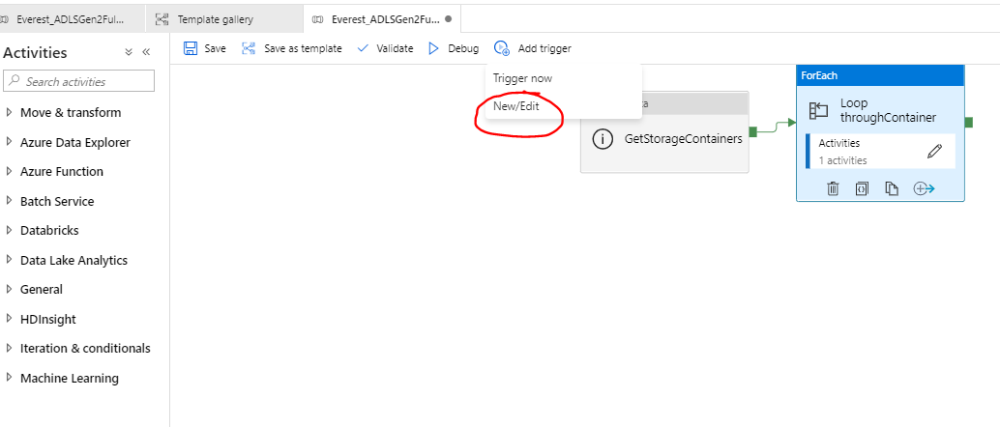 Everest_ADLSGen2Ful...
Template gallery
Everest_ADLSGen2Fu...
Activities
Search activities
Move & transform
Azure Data Explorer
Azure Function
Batch Service
Databricks
Data Lake Analytics
General
HDInsight
Iteration & conditionals
Machine Learning
Save
Save as template
Validate
Debug
Add trigger
Trigger now
New/Edit
GetStorageContainers
ForEach
Loop
throughContainer
Activities
1 activities